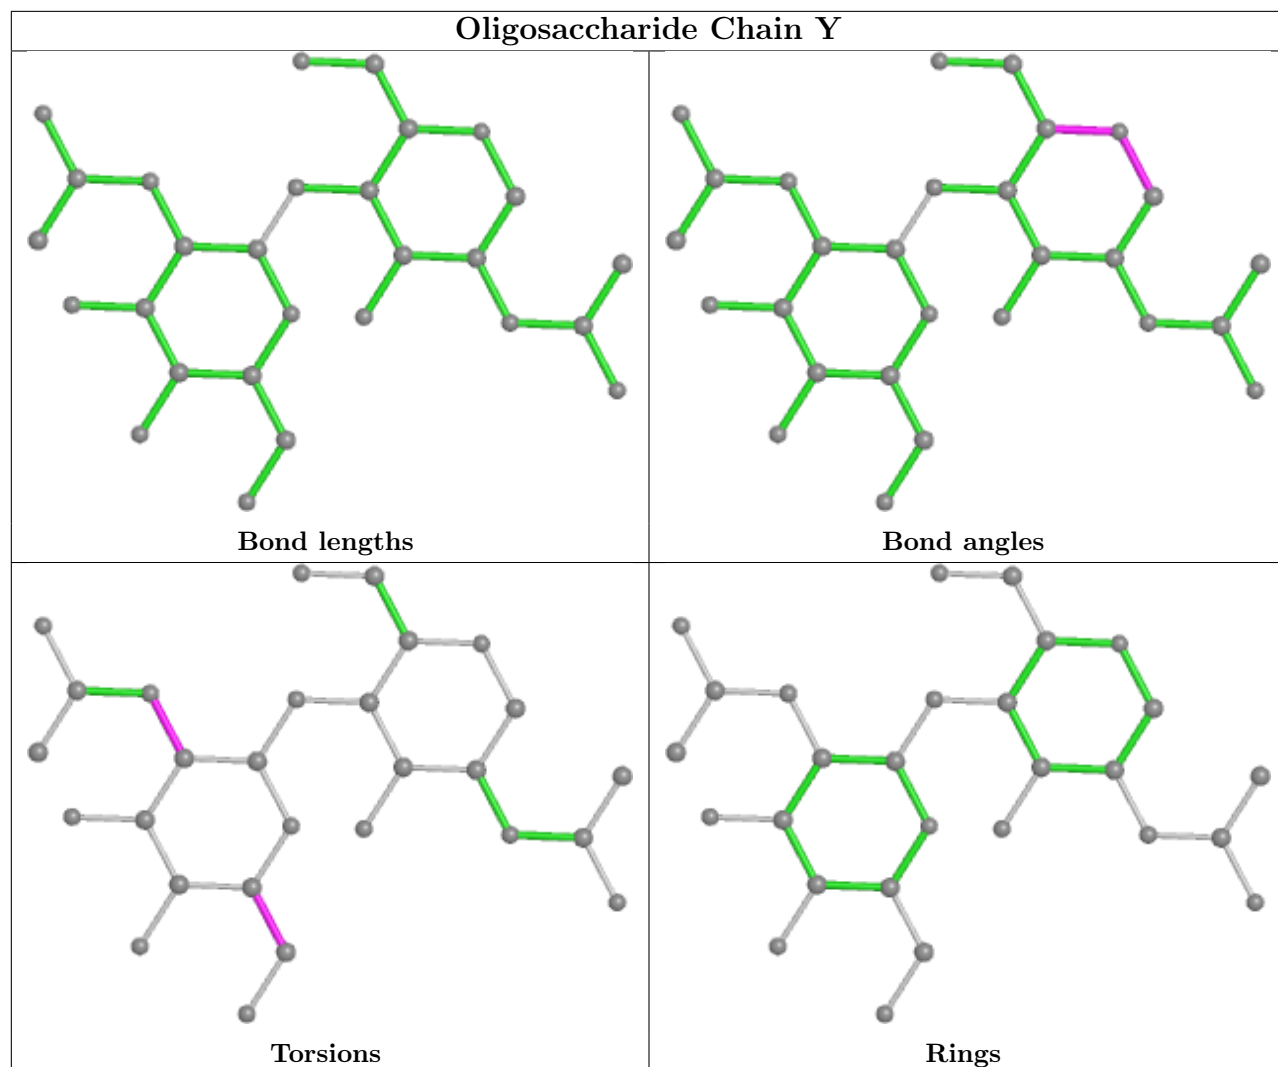 Oligosaccharide Chain Y
Bond lengths
Bond angles
Torsions
Rings